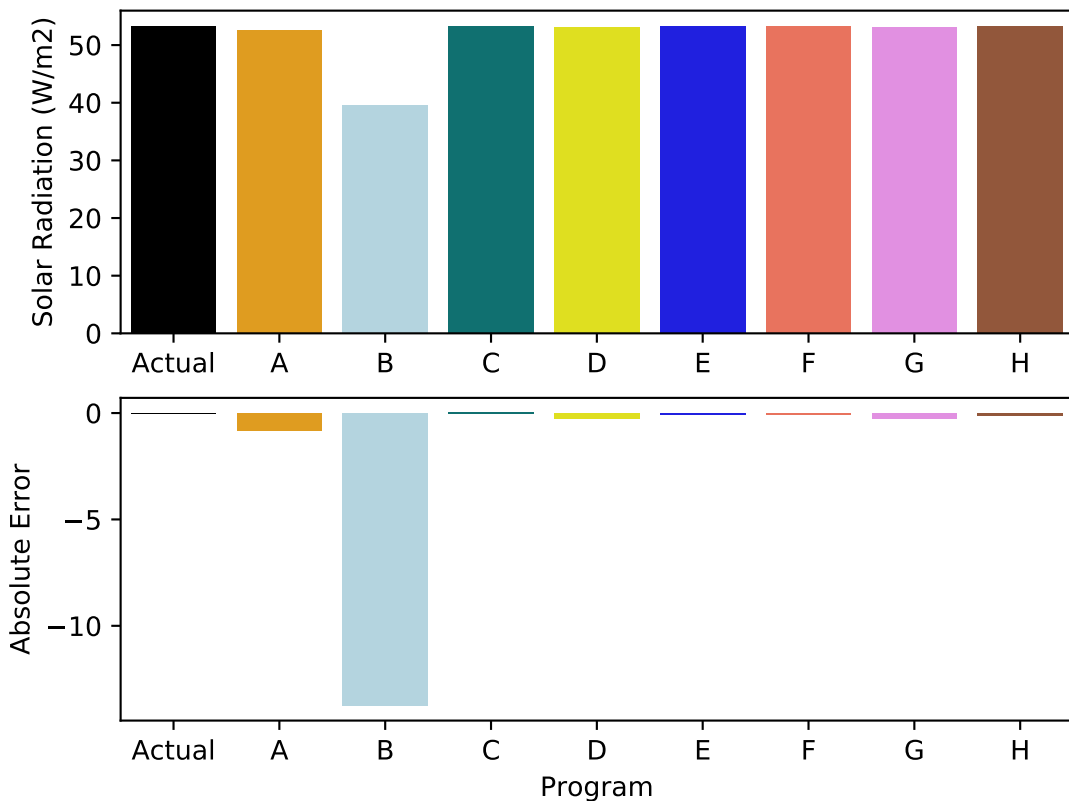 Solar Radiation (W/m2)
50
40
30
20
10
0
Actual A B C D E F G H
Absolute Error
0
−5
−10
Actual A B C D E F G H
Program